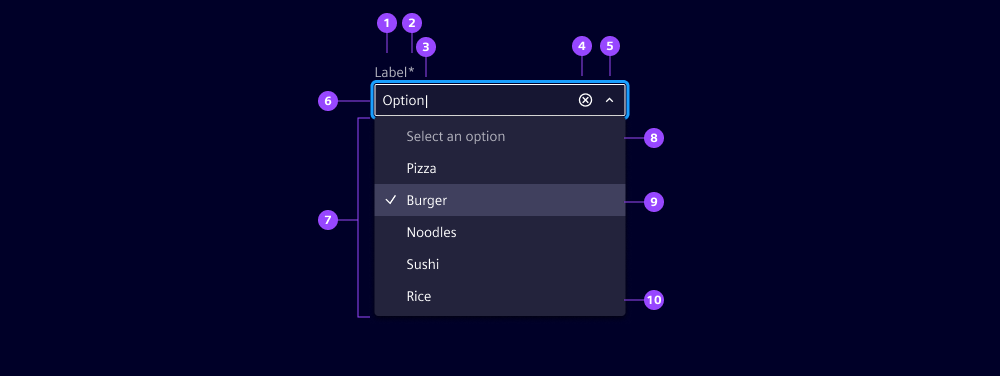 1 2
3 4 5
Label*
6 Option
Select an option 8
Pizza
Burger 9
7
Noodles
Sushi
Rice 10